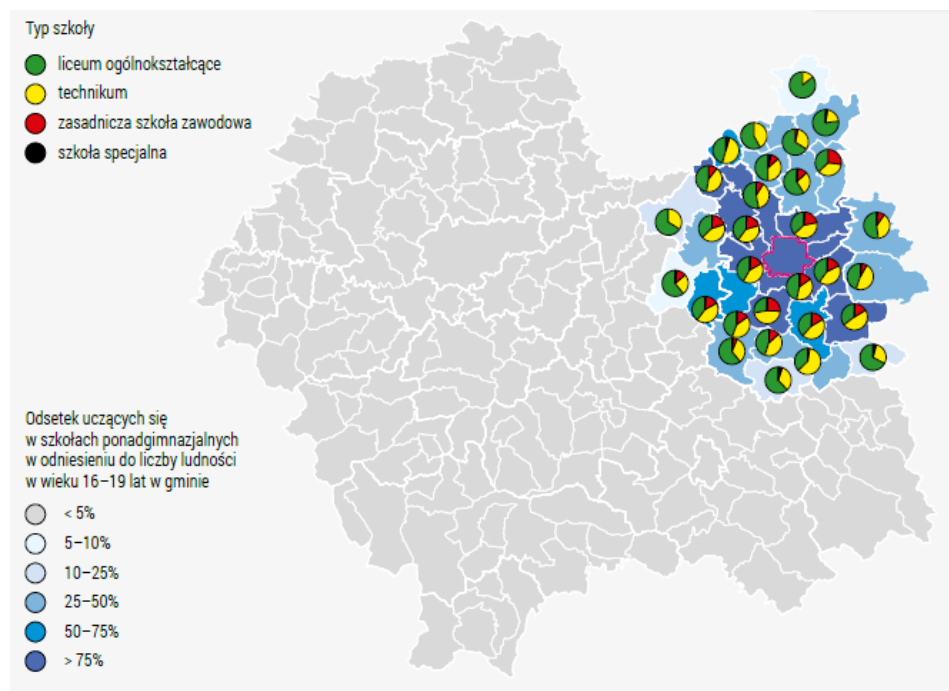 Typ szkoły
liceum ogólnokształcące
technikum
zasadnicza szkoła zawodowa
szkoła specjalna
Odsetek uczących się
w szkołach ponadgimnazjalnych
w odniesieniu do liczby ludności
w wieku 16–19 lat w gminie
< 5%
5–10%
10–25%
25–50%
50–75%
> 75%